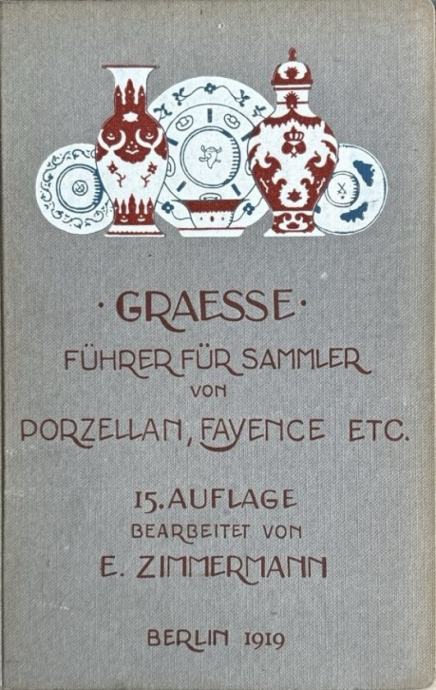 · GRAESSE ·
FÜHRER FÜR SAMMLER
VON
PORZELLAN, FAYENCE ETC.
15. AUFLAGE
BEARBEITET VON
E. ZIMMERMANN
BERLIN 1919